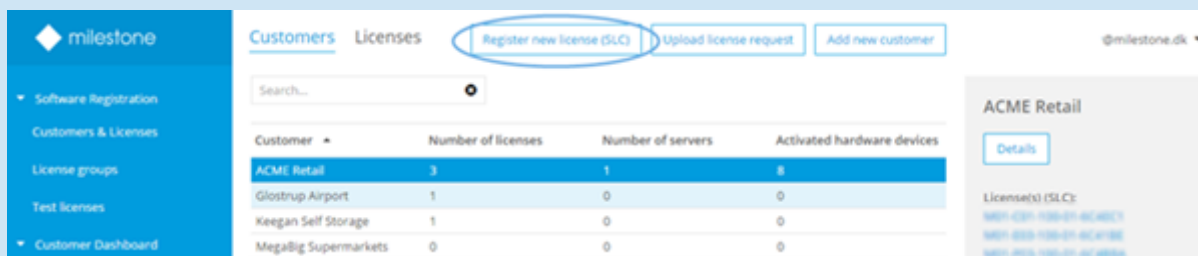 milestone
Customers Licenses Register new license (SLC) Upload license request Add new customer @milestone.dk
Software Registration
Customers & Licenses
License groups
Test licenses
Customer Dashboard
Search...
Customer Number of licenses Number of servers Activated hardware devices
ACME Retail 3 1 8
Glostrup Airport 1 0 0
Keegan Self Storage 1 0 0
MegaBig Supermarkets 0 0 0
ACME Retail
Details
License(s) (SLC):